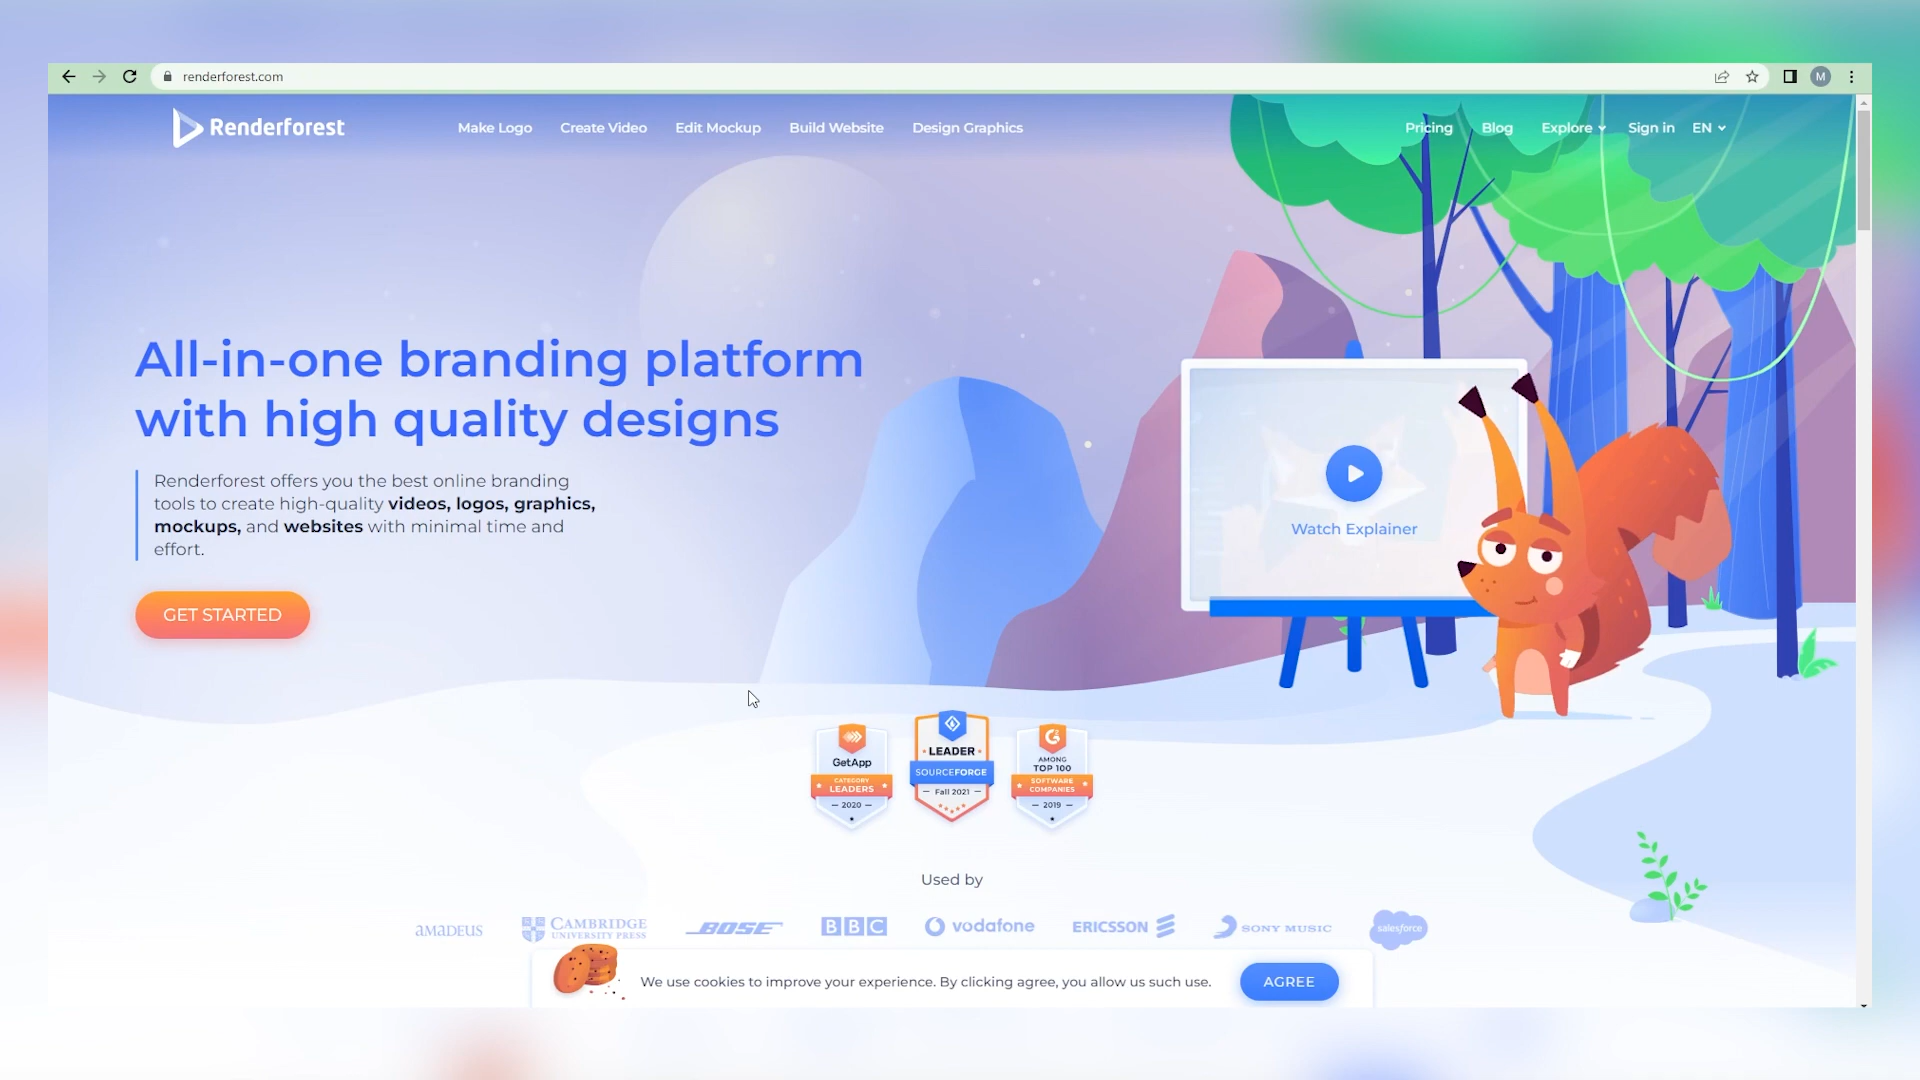 renderforest.com
M
Renderforest
Make Logo Create Video Edit Mockup Build Website Design Graphics
Pricing Blog Explore Sign in EN
All-in-one branding platform
with high quality designs
Renderforest offers you the best online branding
tools to create high-quality videos, logos, graphics,
mockups, and websites with minimal time and
effort.
GET STARTED
Watch Explainer
GetApp
CATEGORY
LEADERS
2020
LEADER
SOURCEFORGE
Fall 2021
AMONG
TOP 100
SOFTWARE
COMPANIES
2019
Used by
amadeus
CAMBRIDGE
UNIVERSITY PRESS
BOSE
BBC
vodafone
ERICSSON
SONY MUSIC
salesforce
We use cookies to improve your experience. By clicking agree, you allow us such use.
AGREE